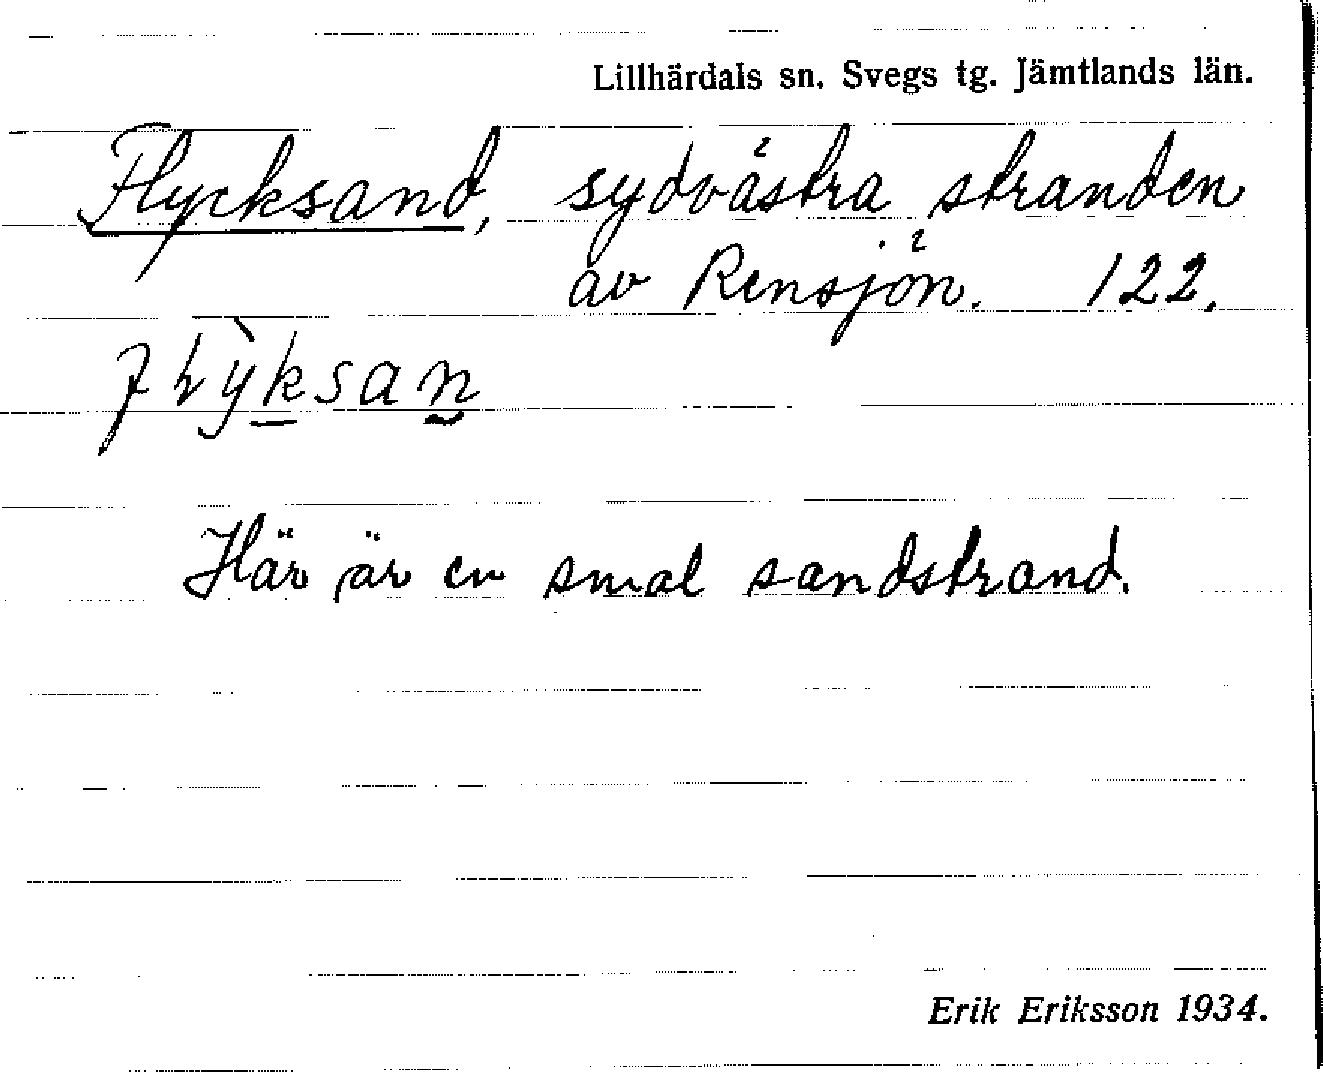 Lillhärdals sn. Svegs tg. Jämtlands län.
Flycksand, sydvästra stranden
av Rensjön. 122.
fɫỳksan̰
Här är en smal sandstrand.
Erik Eriksson 1934.